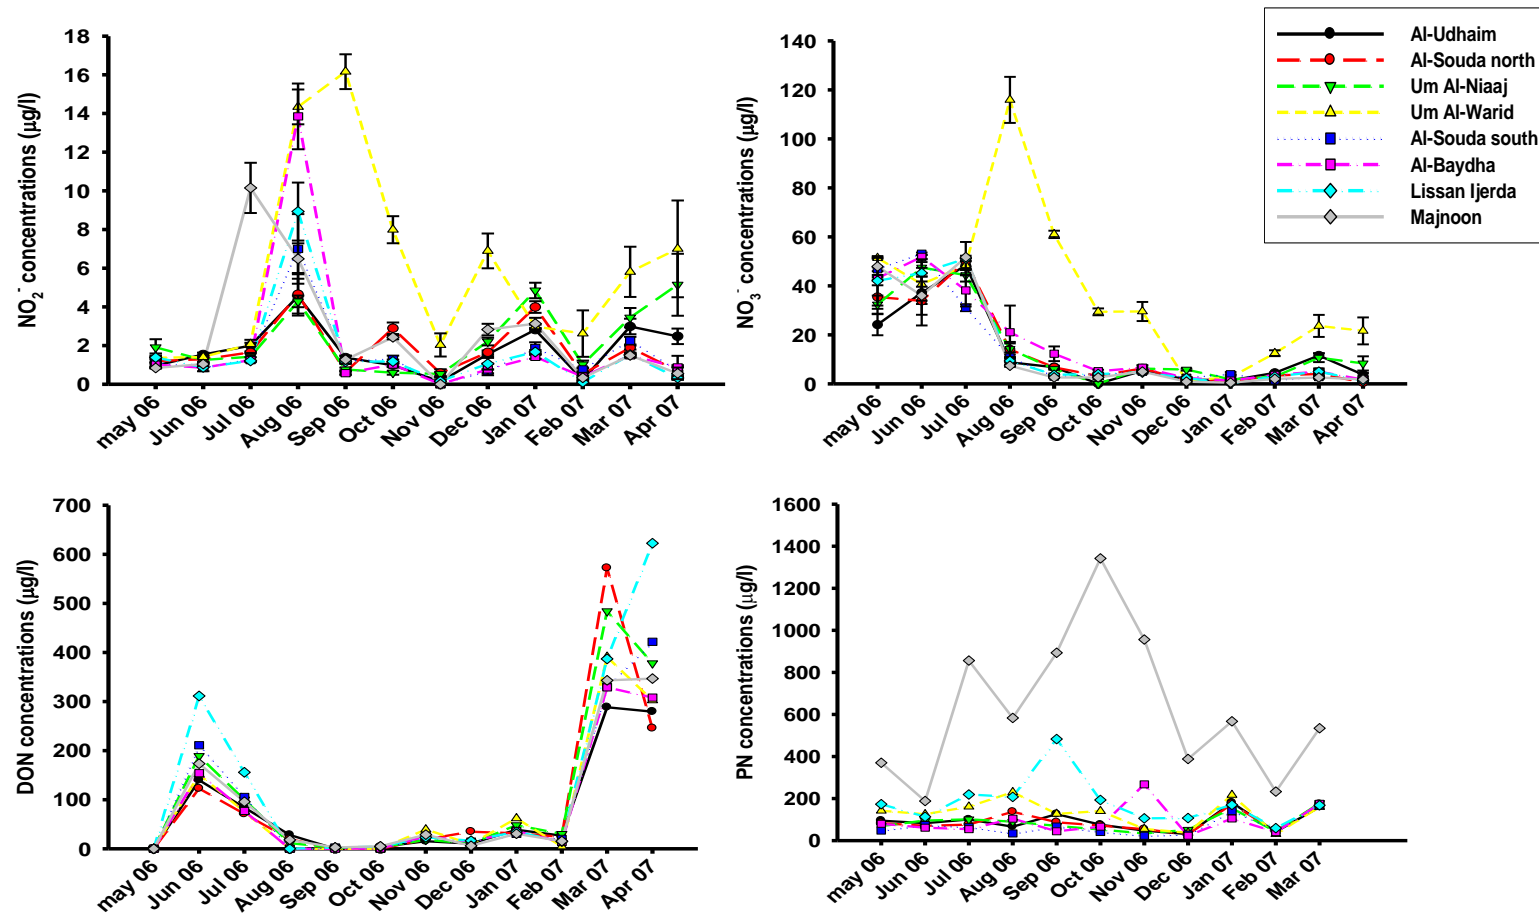 NO₂⁻ concentrations (µg/l)
18
16
14
12
10
8
6
4
2
0
may 06
Jun 06
Jul 06
Aug 06
Sep 06
Oct 06
Nov 06
Dec 06
Jan 07
Feb 07
Mar 07
Apr 07
NO₃⁻ concentrations (µg/l)
140
120
100
80
60
40
20
0
may 06
Jun 06
Jul 06
Aug 06
Sep 06
Oct 06
Nov 06
Dec 06
Jan 07
Feb 07
Mar 07
Apr 07
Al-Udhaim
Al-Souda north
Um Al-Niaaj
Um Al-Warid
Al-Souda south
Al-Baydha
Lissan Ijerda
Majnoon
DON concentrations (µg/l)
700
600
500
400
300
200
100
0
may 06
Jun 06
Jul 06
Aug 06
Sep 06
Oct 06
Nov 06
Dec 06
Jan 07
Feb 07
Mar 07
Apr 07
PN concentrations (µg/l)
1600
1400
1200
1000
800
600
400
200
0
may 06
Jun 06
Jul 06
Aug 06
Sep 06
Oct 06
Nov 06
Dec 06
Jan 07
Feb 07
Mar 07